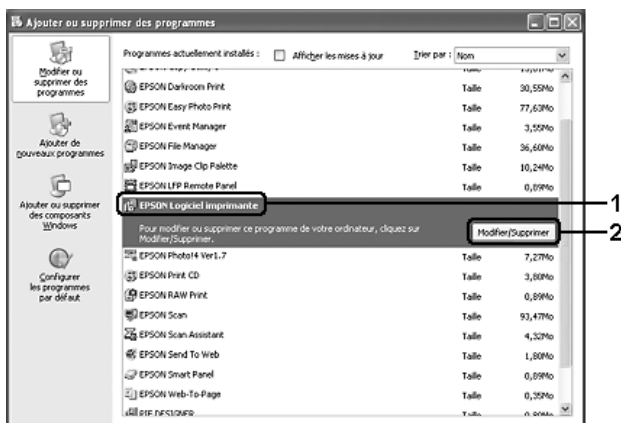 Ajouter ou supprimer des programmes
Modifier ou
supprimer des
programmes
Ajouter de
nouveaux programmes
Ajouter ou supprimer
des composants
Windows
Configurer
les programmes
par défaut
Programmes actuellement installés : Afficher les mises à jour Trier par : Nom
EPSON Darkroom Print Taille 30,55Mo
EPSON Easy Photo Print Taille 77,63Mo
EPSON Event Manager Taille 3,55Mo
EPSON File Manager Taille 36,60Mo
EPSON Image Clip Palette Taille 10,24Mo
EPSON LFP Remote Panel Taille 0,89Mo
EPSON Logiciel imprimante 1
Pour modifier ou supprimer ce programme de votre ordinateur, cliquez sur
Modifier/Supprimer. Modifier/Supprimer 2
EPSON Photo!4 Ver1.7 Taille 7,27Mo
EPSON Print CD Taille 3,80Mo
EPSON RAW Print Taille 0,89Mo
EPSON Scan Taille 93,47Mo
EPSON Scan Assistant Taille 4,32Mo
EPSON Send To Web Taille 1,80Mo
EPSON Smart Panel Taille 0,89Mo
EPSON Web-To-Page Taille 0,35Mo
PIF DESIGNER Taille